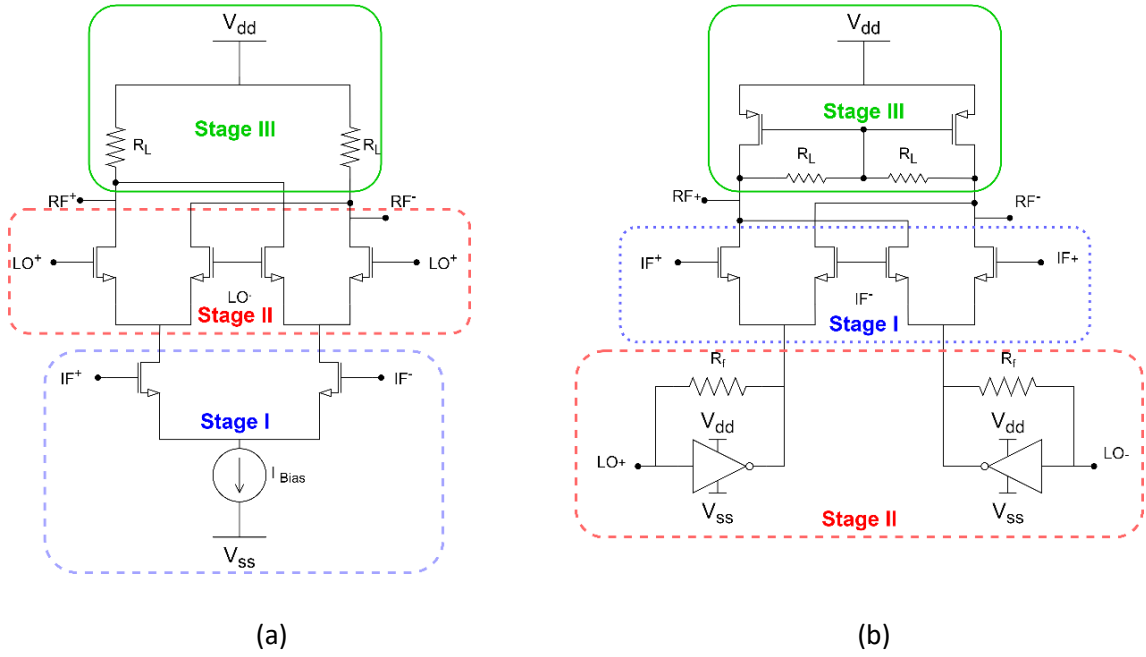 Vdd
Stage III
RL
RL
RF+
RF-
LO+
LO+
LO-
Stage II
IF+
IF-
Stage I
I Bias
Vss
(a)
Vdd
Stage III
RL
RL
RF+
RF-
IF+
IF+
IF-
Stage I
Rf
Rf
Vdd
Vdd
LO+
LO-
Vss
Vss
Stage II
(b)